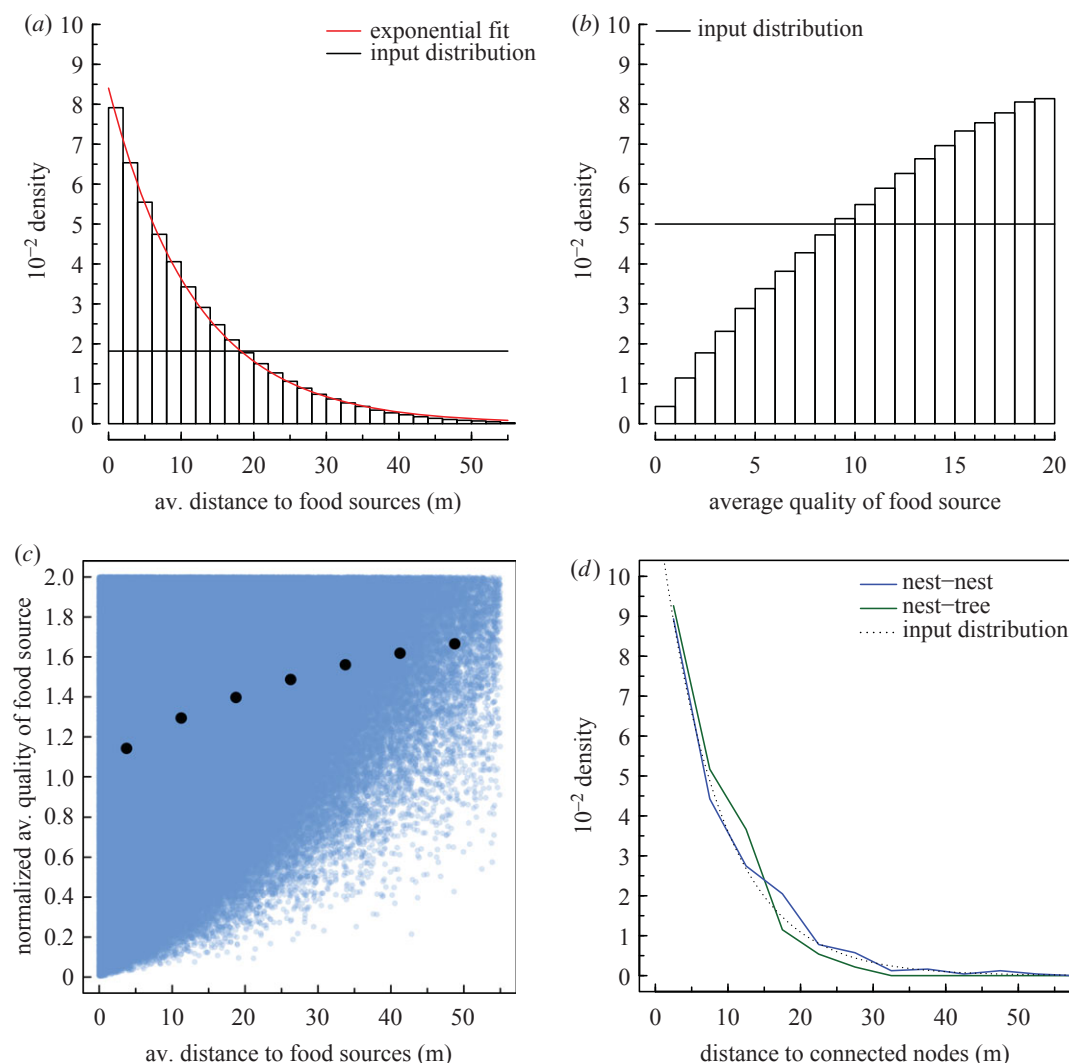 (a)
exponential fit
input distribution
10
9
8
7
6
5
4
3
2
1
0
10⁻² density
0 10 20 30 40 50
av. distance to food sources (m)
(b)
input distribution
10
9
8
7
6
5
4
3
2
1
0
10⁻² density
0 5 10 15 20
average quality of food source
(c)
2.0
1.8
1.6
1.4
1.2
1.0
0.8
0.6
0.4
0.2
0
normalized av. quality of food source
0 10 20 30 40 50
av. distance to food sources (m)
(d)
nest–nest
nest–tree
input distribution
10
9
8
7
6
5
4
3
2
1
0
10⁻² density
0 10 20 30 40 50
distance to connected nodes (m)